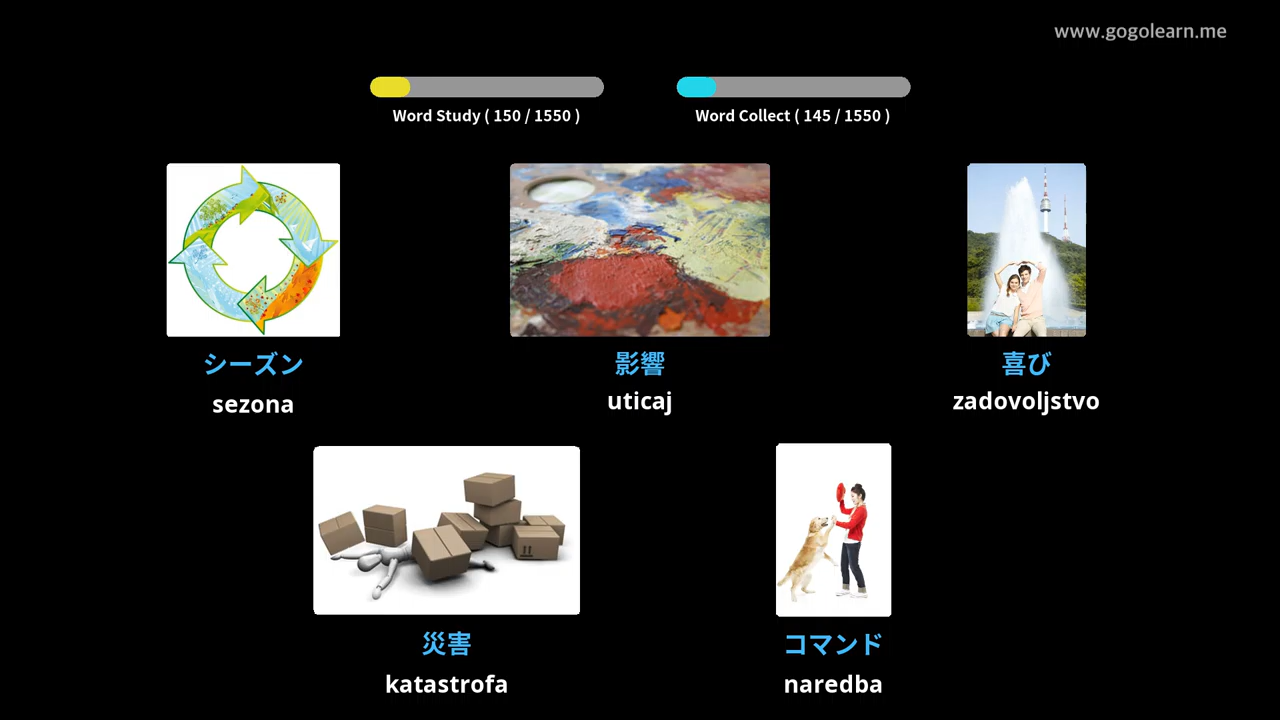 www.gogolearn.me
Word Study ( 150 / 1550 )
Word Collect ( 145 / 1550 )
シーズン
sezona
影響
uticaj
喜び
zadovoljstvo
災害
katastrofa
コマンド
naredba